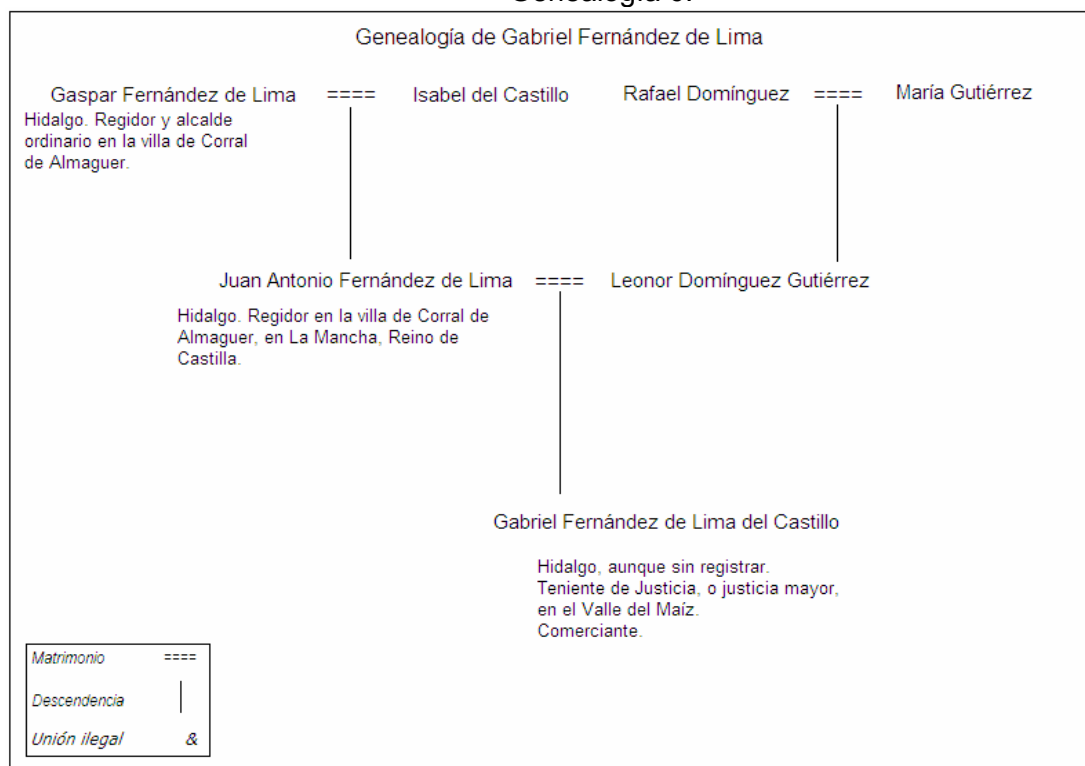 Genealogía de Gabriel Fernández de Lima
Gaspar Fernández de Lima ==== Isabel del Castillo Rafael Domínguez ==== María Gutiérrez
Hidalgo. Regidor y alcalde
ordinario en la villa de Corral
de Almaguer.
Juan Antonio Fernández de Lima ==== Leonor Domínguez Gutiérrez
Hidalgo. Regidor en la villa de Corral de
Almaguer, en La Mancha, Reino de
Castilla.
Gabriel Fernández de Lima del Castillo
Hidalgo, aunque sin registrar.
Teniente de Justicia, o justicia mayor,
en el Valle del Maíz.
Comerciante.
Matrimonio ====
Descendencia |
Unión ilegal &